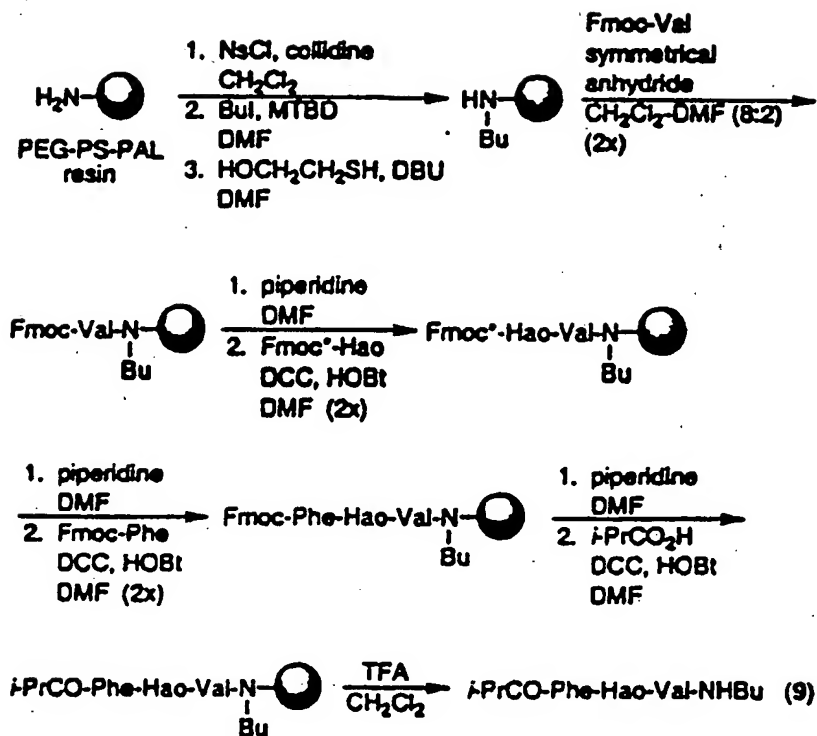 H₂N
PEG-PS-PAL
resin
1. NsCl, collidine
CH₂Cl₂
2. BuI, MTBD
DMF
3. HOCH₂CH₂SH, DBU
DMF
HN
Bu
Fmoc-Val
symmetrical
anhydride
CH₂Cl₂-DMF (8:2)
(2x)
Fmoc-Val-N
Bu
1. piperidine
DMF
2. Fmoc*-Hao
DCC, HOBt
DMF (2x)
Fmoc*-Hao-Val-N
Bu
1. piperidine
DMF
2. Fmoc-Phe
DCC, HOBt
DMF (2x)
Fmoc-Phe-Hao-Val-N
Bu
1. piperidine
DMF
2. i-PrCO₂H
DCC, HOBt
DMF
i-PrCO-Phe-Hao-Val-N
Bu
TFA
CH₂Cl₂
i-PrCO-Phe-Hao-Val-NHBu (9)